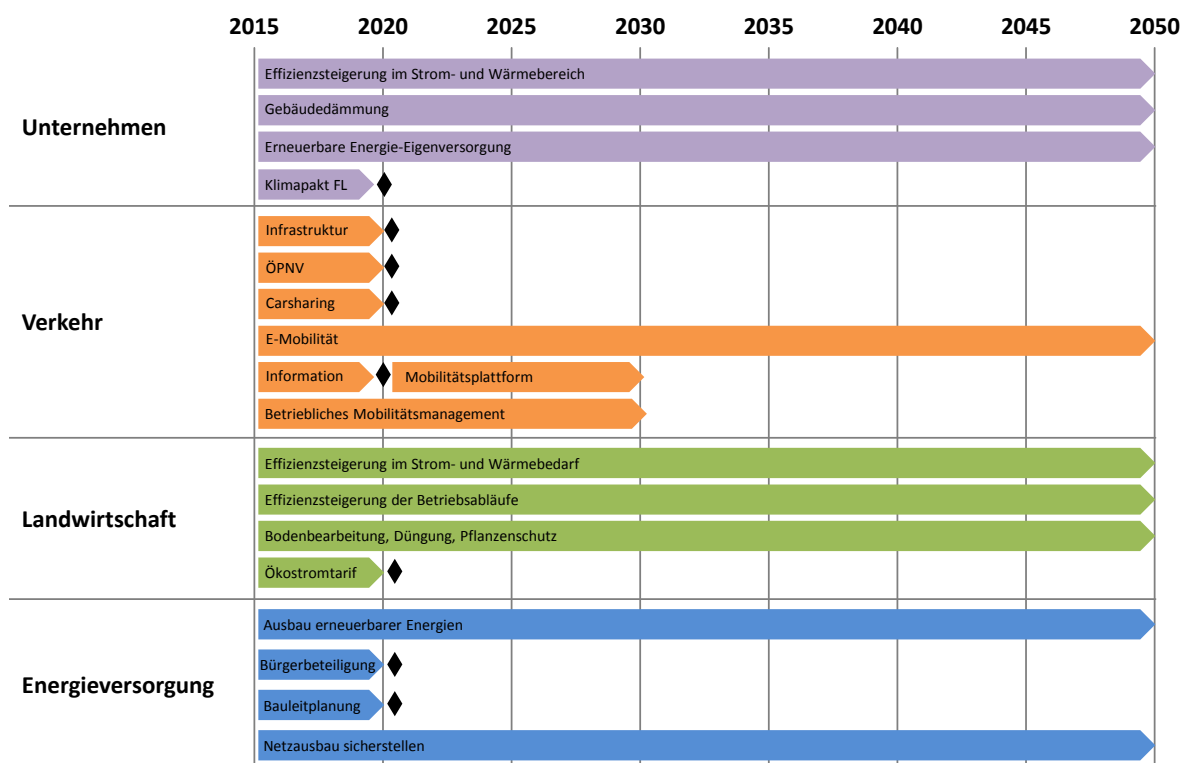 2015 2020 2025 2030 2035 2040 2045 2050
Unternehmen
Effizienzsteigerung im Strom- und Wärmebereich
Gebäudedämmung
Erneuerbare Energie-Eigenversorgung
Klimapakt FL
Verkehr
Infrastruktur
ÖPNV
Carsharing
E-Mobilität
Information Mobilitätsplattform
Betriebliches Mobilitätsmanagement
Landwirtschaft
Effizienzsteigerung im Strom- und Wärmebedarf
Effizienzsteigerung der Betriebsabläufe
Bodenbearbeitung, Düngung, Pflanzenschutz
Ökostromtarif
Energieversorgung
Ausbau erneuerbarer Energien
Bürgerbeteiligung
Bauleitplanung
Netzausbau sicherstellen